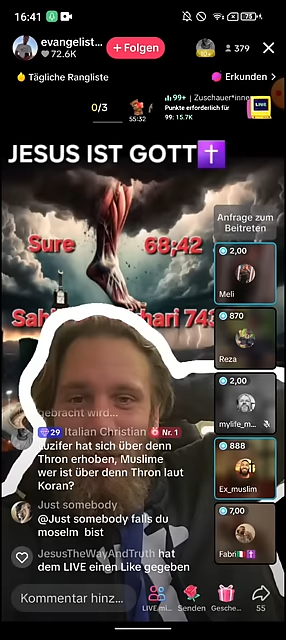 16:41
75
evangelist...
72.6K
+ Folgen
379
Tägliche Rangliste
Erkunden >
0/3
55:32
99+ | Zuschauer*inne
Punkte erforderlich für
99: 15.7K
LIVE
JESUS IST GOTT✝️
Anfrage zum
Beitreten
Sure 68;42
2,00
Meli
870
Reza
2,00
mylife_m...
888
Ex_muslim
7,00
Fabri🇮🇹✝️
gebracht wird...
29 Italian Christian Nr. 1
Luzifer hat sich über denn
Thron erhoben, Muslime
wer ist über denn Thron laut
Koran?
Just somebody
@Just somebody falls du
moselm bist
JesusTheWayAndTruth hat
dem LIVE einen Like gegeben
Kommentar hinz...
LIVE-mi...
Senden
Gesche...
55